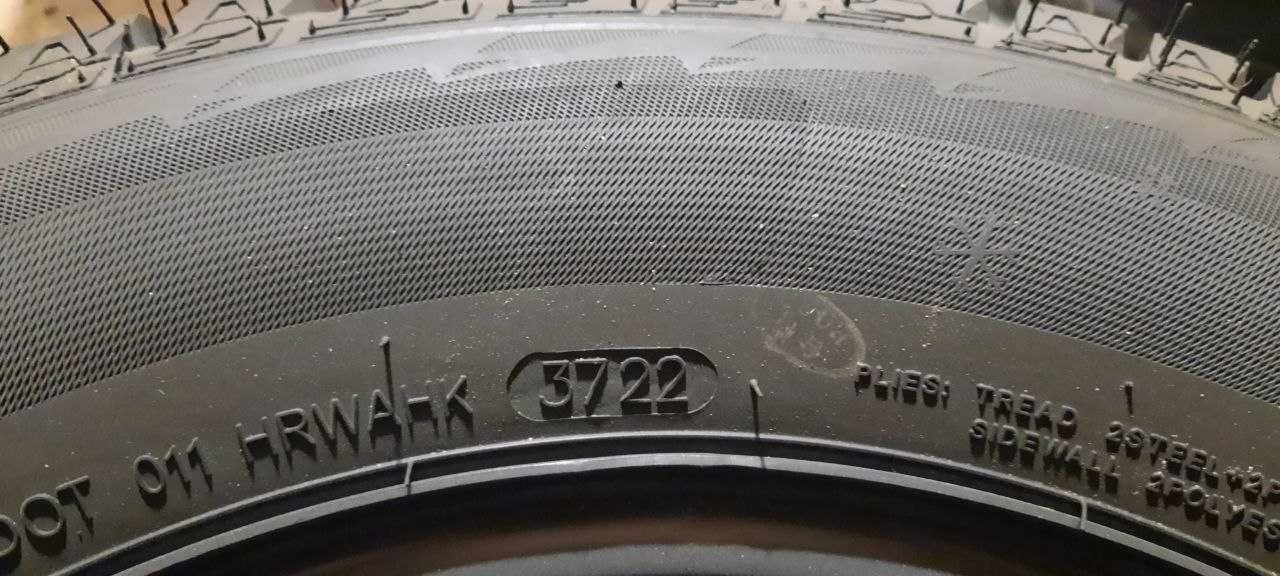 DOT 011 HRWAHK 3722
PLIES: TREAD 2STEEL+2P
SIDEWALL 2POLYES